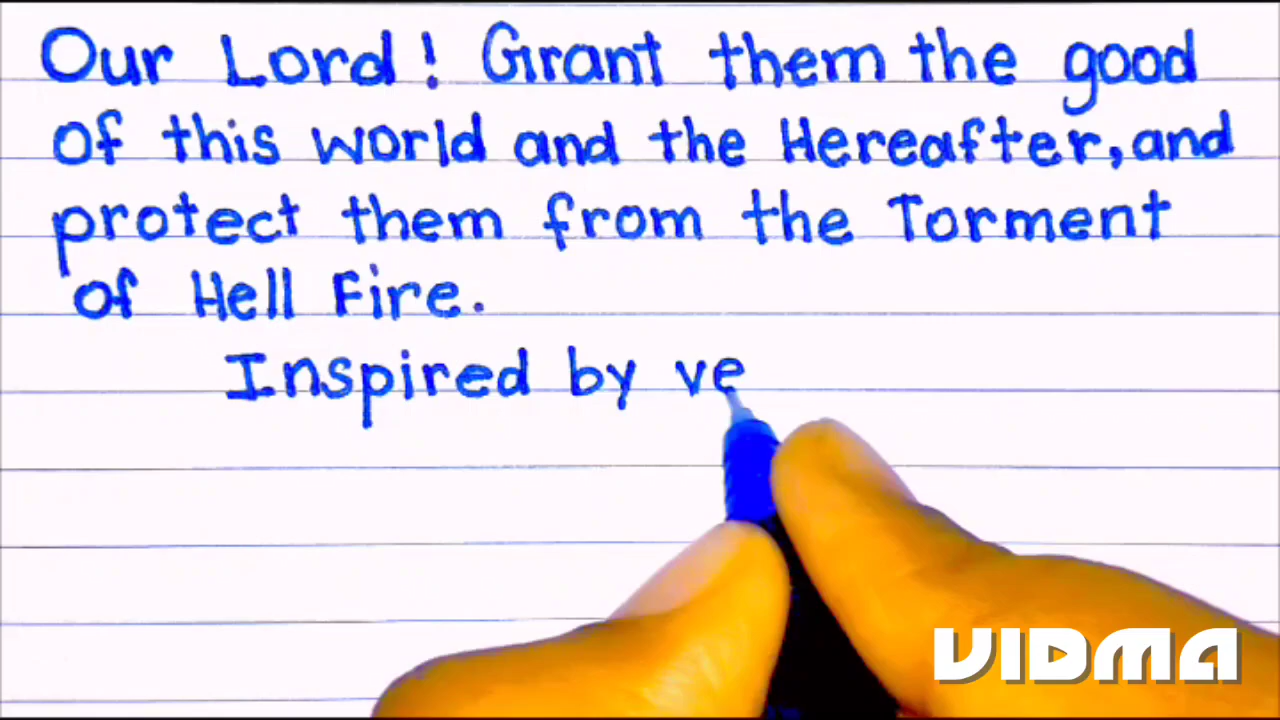 Our Lord! Grant them the good
of this world and the Hereafter, and
protect them from the Torment
of Hell Fire.
Inspired by ve
VIDMA